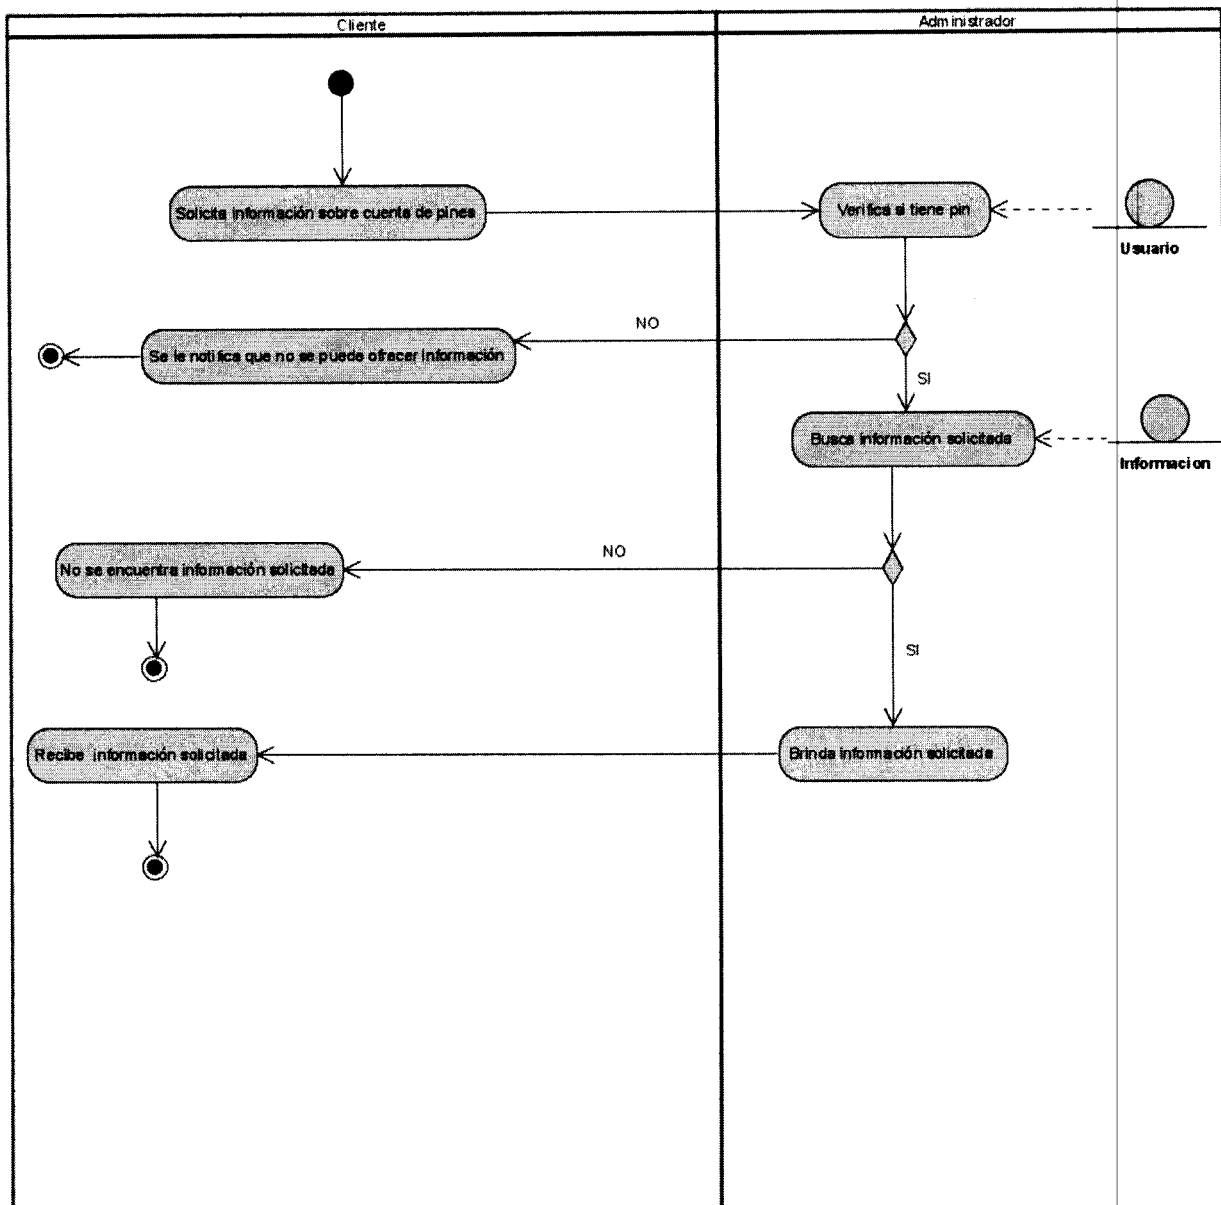 Cliente
Administrador
Solicita información sobre cuenta de pines
Verifica si tiene pin
Usuario
NO
Se le notifica que no se puede ofrecer información
SI
Busca información solicitada
Informacion
NO
No se encuentra información solicitada
SI
Recibe información solicitada
Brinda información solicitada